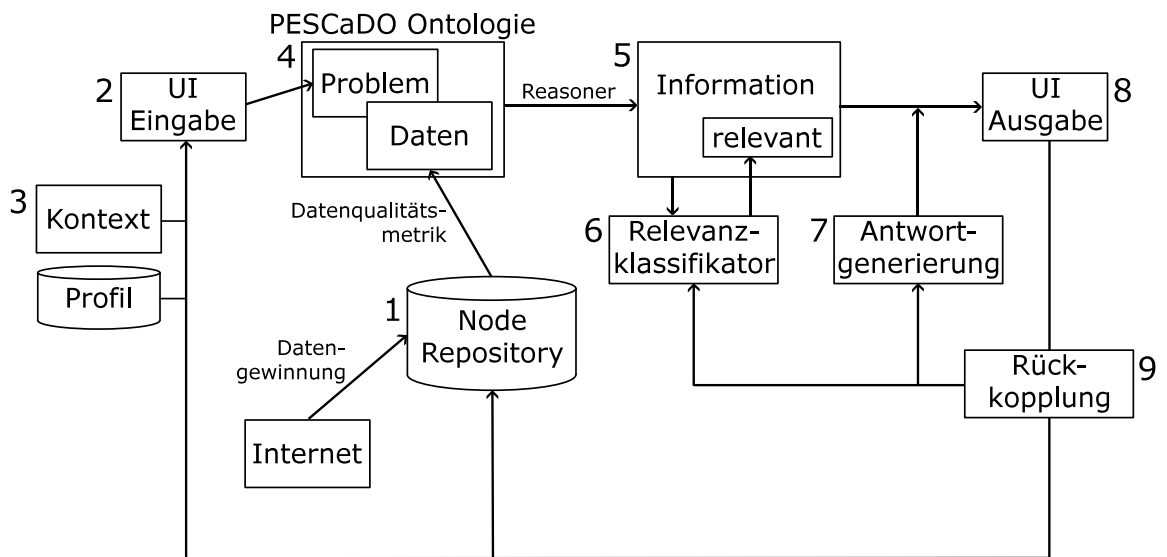 PESCaDO Ontologie
4
Problem
Daten
2
UI
Eingabe
Reasoner
5
Information
relevant
UI
Ausgabe
8
3
Kontext
Profil
Datenqualitäts-
metrik
6
Relevanz-
klassifikator
7
Antwort-
generierung
1
Node
Repository
Daten-
gewinnung
Internet
Rück-
kopplung
9